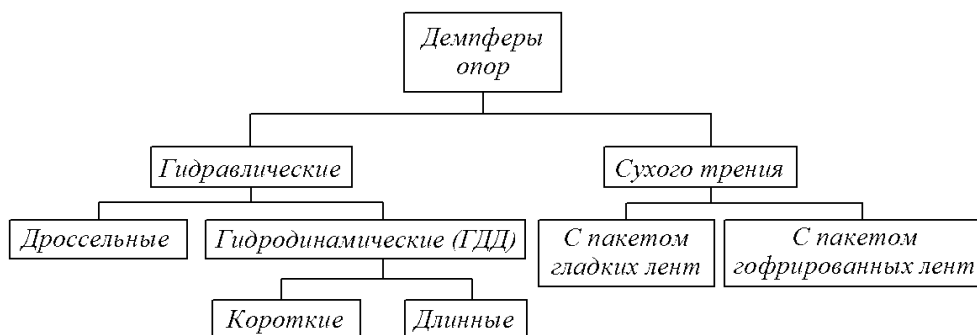 Демпферы
опор
Гидравлические
Сухого трения
Дроссельные
Гидродинамические (ГДД)
С пакетом
гладких лент
С пакетом
гофрированных лент
Короткие
Длинные